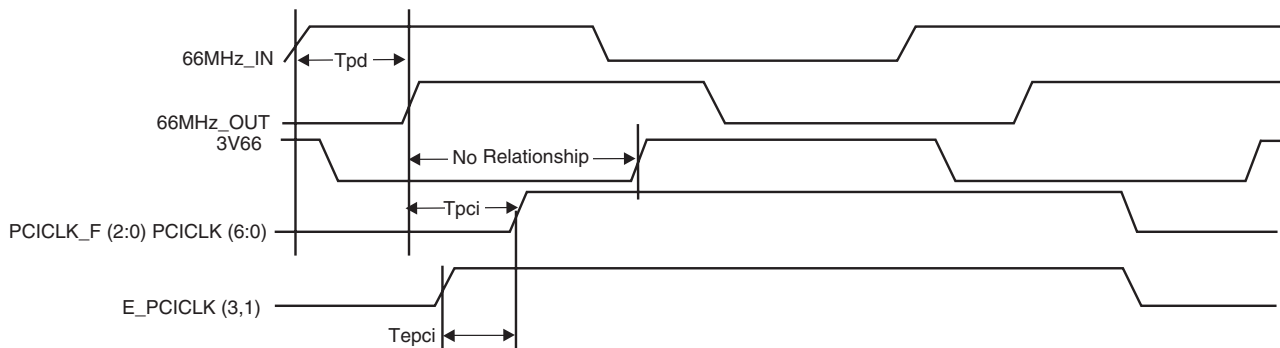 66MHz_IN
Tpd
66MHz_OUT
3V66
No Relationship
Tpci
PCICLK_F (2:0) PCICLK (6:0)
E_PCICLK (3,1)
Tepci